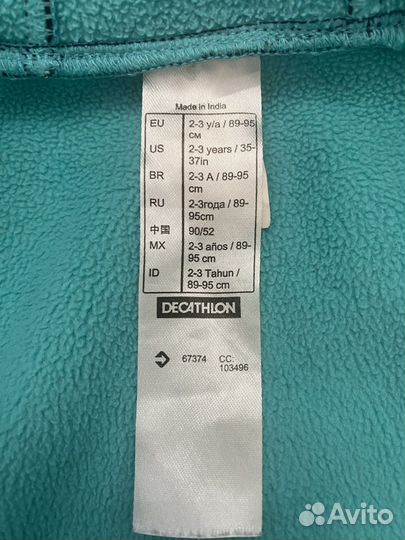 Made in India
EU 2-3 y/a / 89-95
см
US 2-3 years / 35-
37in
BR 2-3 A / 89-95
cm
RU 2-3года / 89-
95cm
中国 90/52
MX 2-3 años / 89-
95 cm
ID 2-3 Tahun /
89-95 cm
DECATHLON
67374 CC:
103496
Avito